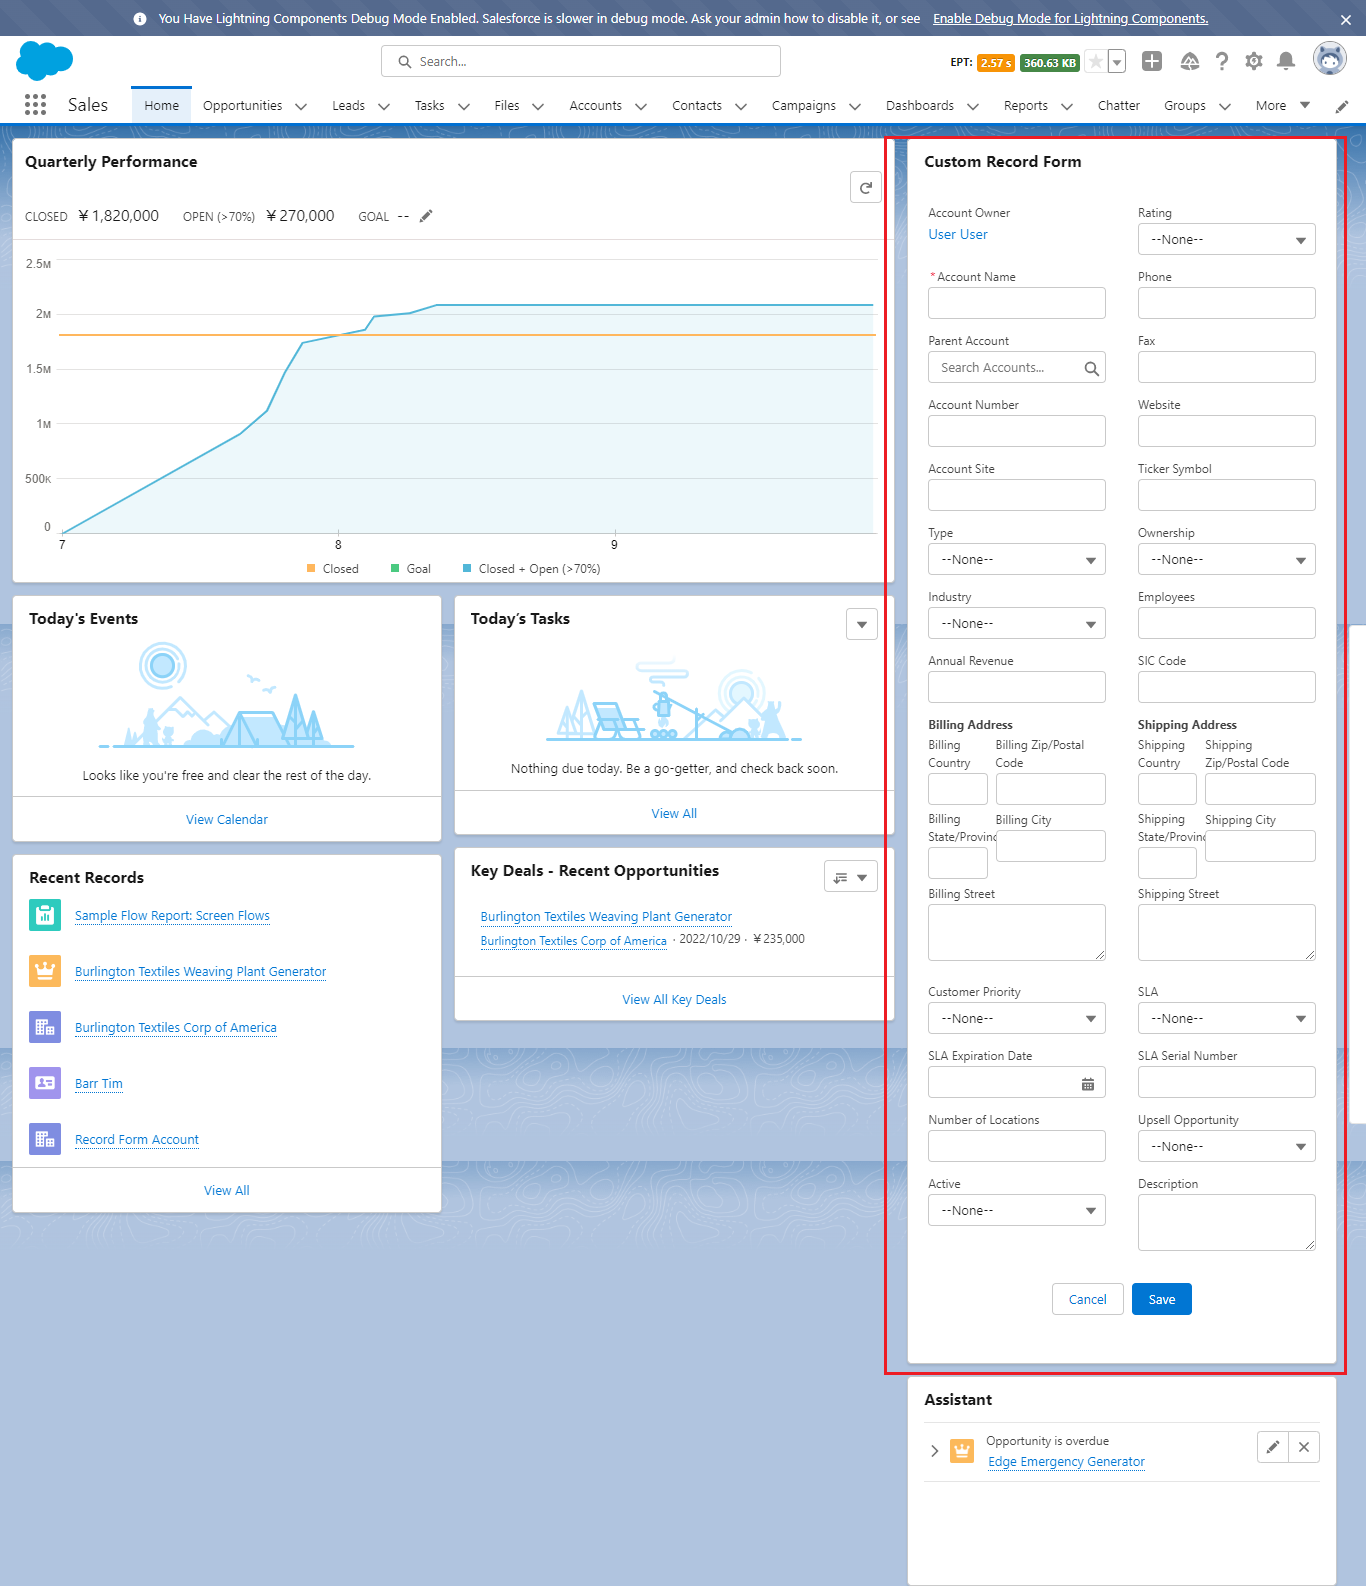 You Have Lightning Components Debug Mode Enabled. Salesforce is slower in debug mode. Ask your admin how to disable it, or see Enable Debug Mode for Lightning Components.
Search...
EPT: 2.57 s 360.63 KB
Sales Home Opportunities Leads Tasks Files Accounts Contacts Campaigns Dashboards Reports Chatter Groups More
Quarterly Performance
CLOSED ¥ 1,820,000 OPEN (>70%) ¥ 270,000 GOAL --
2.5M
2M
1.5M
1M
500K
0
7 8 9
Closed Goal Closed + Open (>70%)
Today's Events
Looks like you're free and clear the rest of the day.
View Calendar
Today’s Tasks
Nothing due today. Be a go-getter, and check back soon.
View All
Recent Records
Sample Flow Report: Screen Flows
Burlington Textiles Weaving Plant Generator
Burlington Textiles Corp of America
Barr Tim
Record Form Account
View All
Key Deals - Recent Opportunities
Burlington Textiles Weaving Plant Generator
Burlington Textiles Corp of America · 2022/10/29 · ¥ 235,000
View All Key Deals
Custom Record Form
Account Owner Rating
User User --None--
*Account Name Phone
Parent Account Fax
Search Accounts...
Account Number Website
Account Site Ticker Symbol
Type Ownership
--None-- --None--
Industry Employees
--None--
Annual Revenue SIC Code
Billing Address Shipping Address
Billing Billing Zip/Postal Shipping Shipping
Country Code Country Zip/Postal Code
Billing Billing City Shipping Shipping City
State/Provinc State/Provinc
Billing Street Shipping Street
Customer Priority SLA
--None-- --None--
SLA Expiration Date SLA Serial Number
Number of Locations Upsell Opportunity
--None--
Active Description
--None--
Cancel Save
Assistant
Opportunity is overdue
Edge Emergency Generator